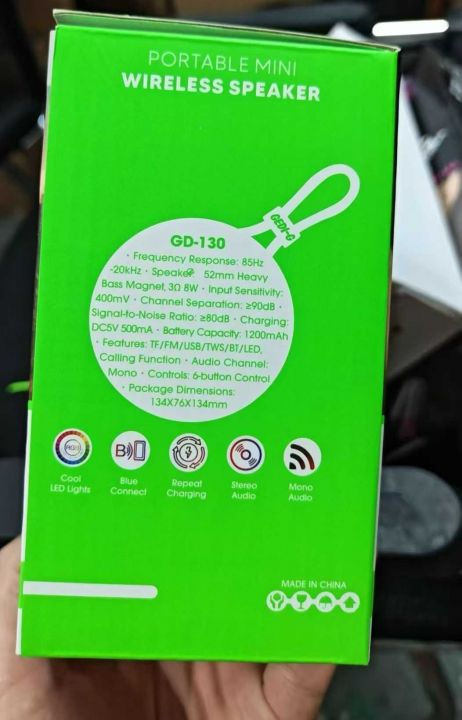 PORTABLE MINI
WIRELESS SPEAKER
GEDI-G
GD-130
• Frequency Response: 85Hz
-20kHz • Speaker 52mm Heavy
Bass Magnet, 3Ω 8W • Input Sensitivity:
400mV • Channel Separation: ≥90dB •
Signal-to-Noise Ratio: ≥80dB • Charging:
DC5V 500mA • Battery Capacity: 1200mAh
• Features: TF/FM/USB/TWS/BT/LED,
Calling Function • Audio Channel:
Mono • Controls: 6-button Control
• Package Dimensions:
134X76X134mm
RGB
B
Cool
LED Lights
Blue
Connect
Repeat
Charging
Stereo
Audio
Mono
Audio
MADE IN CHINA